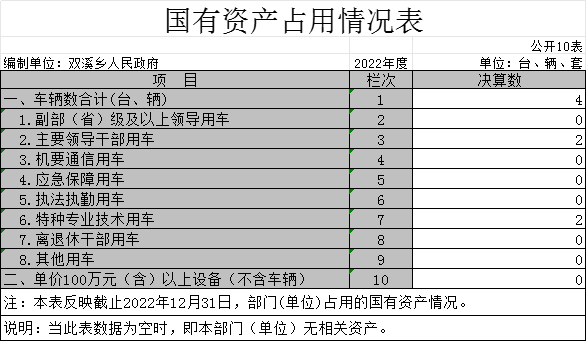 国有资产占用情况表
公开10表
编制单位：双溪乡人民政府 2022年度 单位：台、辆、套
项 目 栏次 决算数
一、车辆数合计(台、辆) 1 4
1.副部（省）级及以上领导用车 2 0
2.主要领导干部用车 3 2
3.机要通信用车 4 0
4.应急保障用车 5 0
5.执法执勤用车 6 0
6.特种专业技术用车 7 2
7.离退休干部用车 8 0
8.其他用车 9 0
二、单价100万元（含）以上设备（不含车辆） 10 0
注：本表反映截止2022年12月31日，部门(单位)占用的国有资产情况。
说明：当此表数据为空时，即本部门（单位）无相关资产。